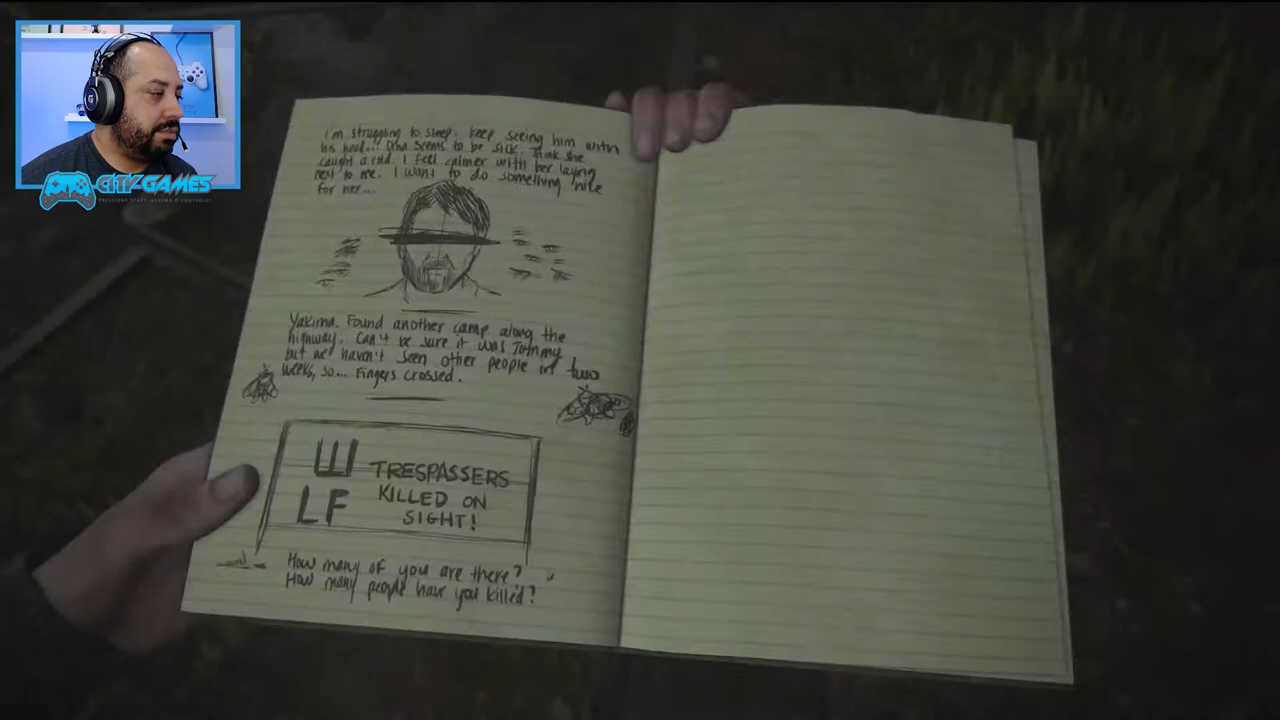 I'm struggling to sleep. Keep seeing him with
his head... Dina seems to be sick. Think she
caught a cold. I feel calmer with her laying
next to me. I want to do something nice
for her...
Yakima. Found another camp along the
highway. Can't be sure it was Tommy
but we haven't seen other people in two
weeks, so... Fingers crossed.
W
LF
TRESPASSERS
KILLED ON
SIGHT!
How many of you are there?
How many people have you killed?
CITY GAMES
PRESSIONE START, ASSUMA O CONTROLE!